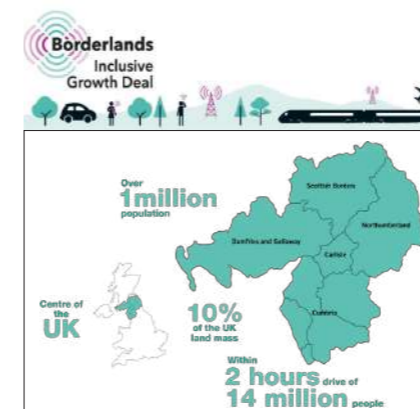 Borderlands
Inclusive
Growth Deal
Over
1million
population
Scottish Borders
Northumberland
Dumfries and Galloway
Carlisle
Cumbria
Centre of
the
UK
10%
of the UK
land mass
Within
2 hours drive of
14 million people